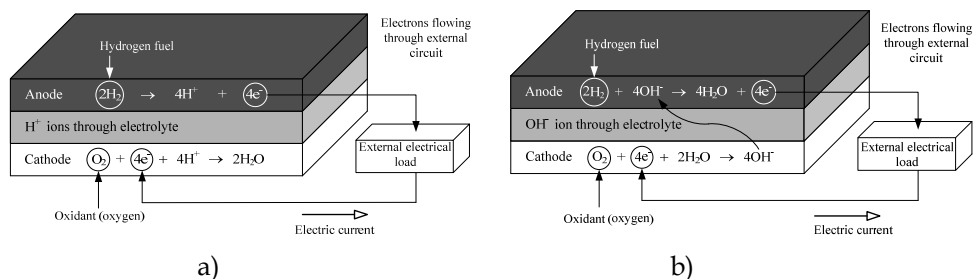 Electrons flowing
through external
circuit
Hydrogen fuel
Anode 2H₂ → 4H⁺ + 4e⁻
H⁺ ions through electrolyte
Cathode O₂ + 4e⁻ + 4H⁺ → 2H₂O
External electrical
load
Oxidant (oxygen)
Electric current
a)
Electrons flowing
through external
circuit
Hydrogen fuel
Anode 2H₂ + 4OH⁻ → 4H₂O + 4e⁻
OH⁻ ion through electrolyte
Cathode O₂ + 4e⁻ + 2H₂O → 4OH⁻
External electrical
load
Oxidant (oxygen)
Electric current
b)